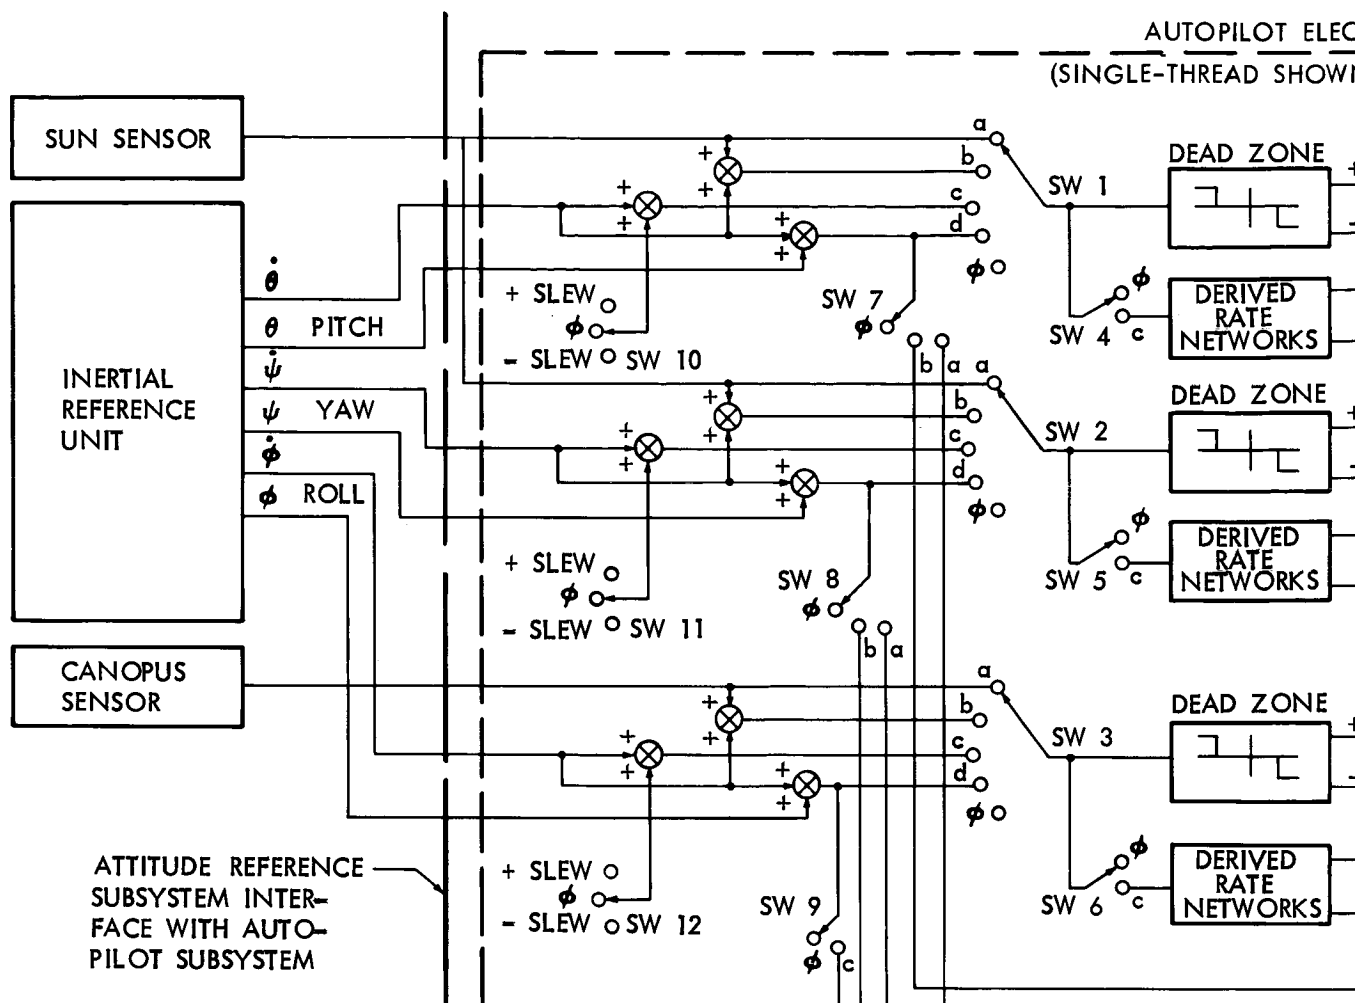 AUTOPILOT ELEC
(SINGLE-THREAD SHOWN
SUN SENSOR
a
+
b
+
SW 1
DEAD ZONE
+
+
c
+
+
d
+
-
INERTIAL
REFERENCE
UNIT
θ̇
θ PITCH
ψ̇
ψ YAW
ϕ̇
ϕ ROLL
ϕ
+ SLEW
ϕ
- SLEW
SW 10
SW 7
ϕ
b a
SW 4
ϕ
c
DERIVED
RATE
NETWORKS
a
+
b
+
SW 2
DEAD ZONE
+
+
c
+
+
d
+
-
ϕ
+ SLEW
ϕ
- SLEW
SW 11
SW 8
ϕ
b a
SW 5
ϕ
c
DERIVED
RATE
NETWORKS
CANOPUS
SENSOR
a
+
b
+
SW 3
DEAD ZONE
+
+
c
+
+
d
+
-
ϕ
+ SLEW
ϕ
- SLEW
SW 12
SW 9
ϕ
c
SW 6
ϕ
c
DERIVED
RATE
NETWORKS
ATTITUDE REFERENCE
SUBSYSTEM INTER-
FACE WITH AUTO-
PILOT SUBSYSTEM